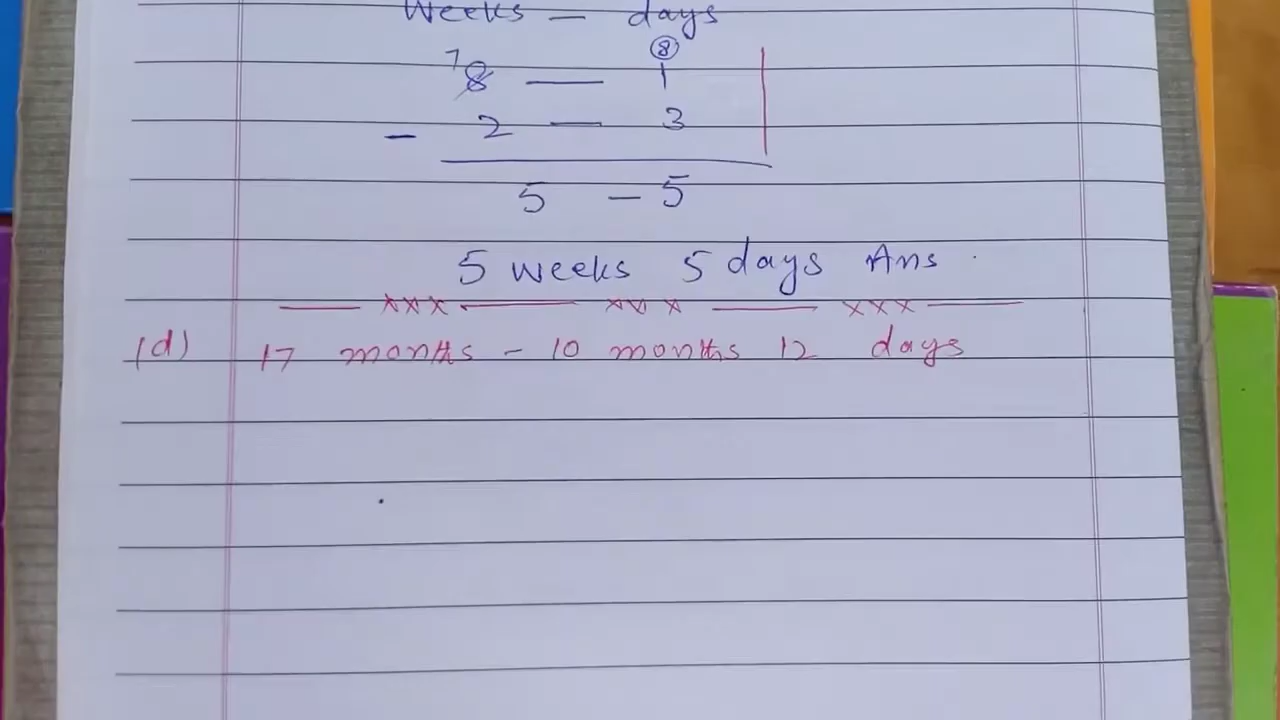 Weeks — days
7 8
8 — 1
- 2 — 3
5 — 5
5 weeks 5 days Ans.
—— xxx —— xxx —— xxx ——
(d) 17 months - 10 months 12 days